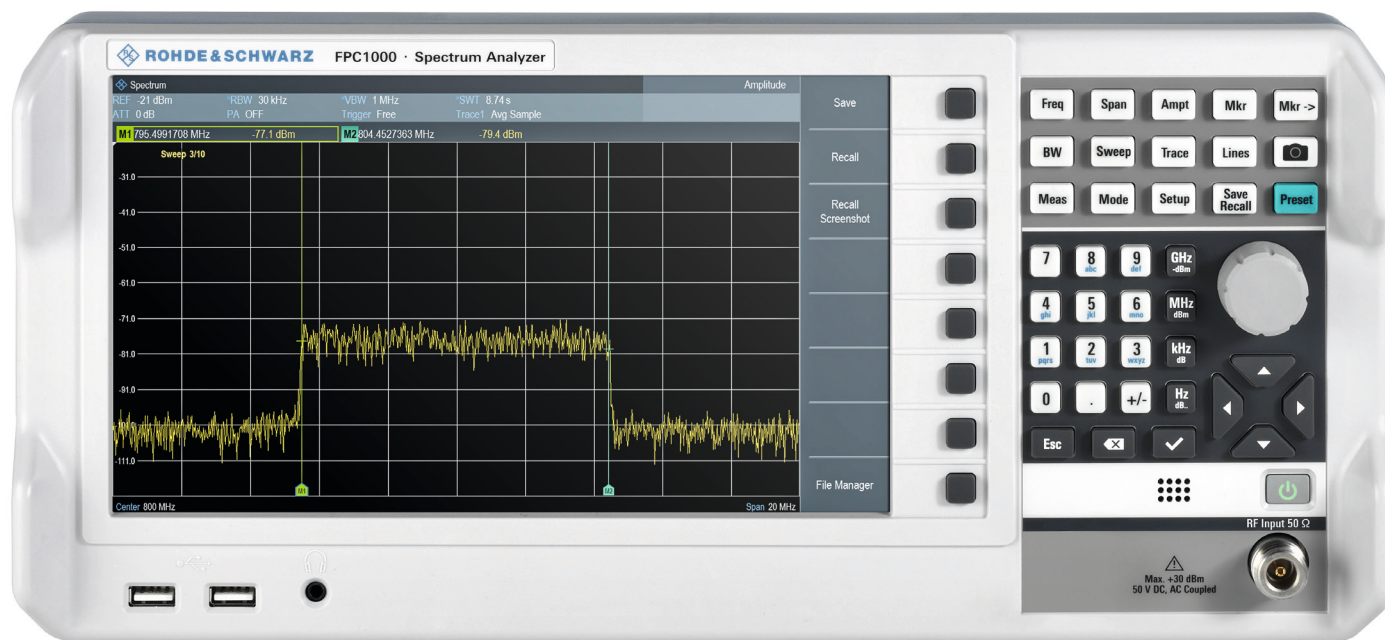 ROHDE&SCHWARZ FPC1000 · Spectrum Analyzer
Spectrum Amplitude
REF -21 dBm °RBW 30 kHz °VBW 1 MHz °SWT 8.74 s
ATT 0 dB PA OFF Trigger Free Trace1 Avg Sample
M1 795.4991708 MHz -77.1 dBm M2 804.4527363 MHz -79.4 dBm
Sweep 3/10
-31.0
-41.0
-51.0
-61.0
-71.0
-81.0
-91.0
-111.0
M1 M2
Center 800 MHz Span 20 MHz
Save
Recall
Recall
Screenshot
File Manager
Freq Span Ampt Mkr Mkr ->
BW Sweep Trace Lines
Meas Mode Setup Save Recall Preset
7 8 abc 9 def GHz -dBm
4 ghi 5 jkl 6 mno MHz dBm
1 pqrs 2 tuv 3 wxyz kHz dB
0 . +/- Hz dB..
Esc
RF Input 50 Ω
Max. +30 dBm
50 V DC, AC Coupled